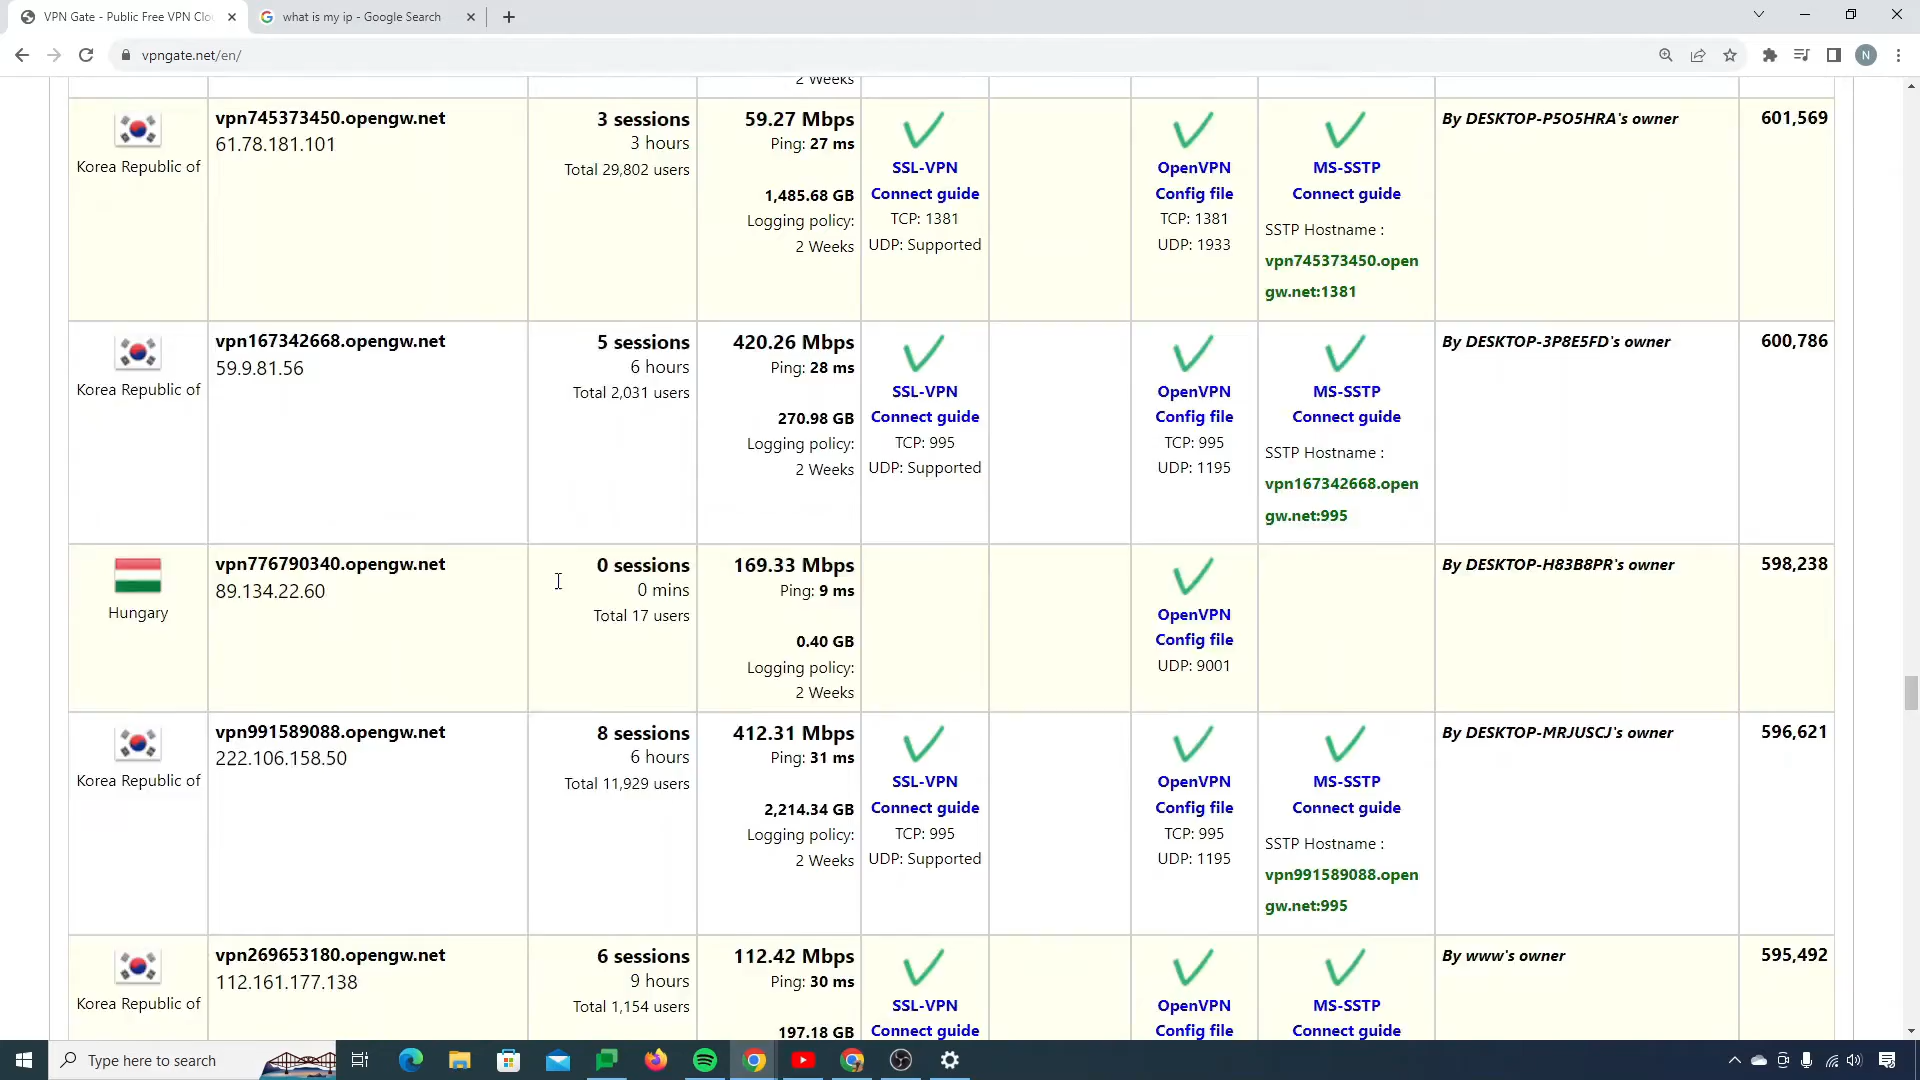 VPN Gate - Public Free VPN Clo
what is my ip - Google Search
vpngate.net/en/
N
2 Weeks
Korea Republic of
vpn745373450.opengw.net
61.78.181.101
3 sessions
3 hours
Total 29,802 users
59.27 Mbps
Ping: 27 ms
1,485.68 GB
Logging policy:
2 Weeks
SSL-VPN
Connect guide
TCP: 1381
UDP: Supported
OpenVPN
Config file
TCP: 1381
UDP: 1933
MS-SSTP
Connect guide
SSTP Hostname :
vpn745373450.open
gw.net:1381
By DESKTOP-P5O5HRA's owner
601,569
Korea Republic of
vpn167342668.opengw.net
59.9.81.56
5 sessions
6 hours
Total 2,031 users
420.26 Mbps
Ping: 28 ms
270.98 GB
Logging policy:
2 Weeks
SSL-VPN
Connect guide
TCP: 995
UDP: Supported
OpenVPN
Config file
TCP: 995
UDP: 1195
MS-SSTP
Connect guide
SSTP Hostname :
vpn167342668.open
gw.net:995
By DESKTOP-3P8E5FD's owner
600,786
Hungary
vpn776790340.opengw.net
89.134.22.60
0 sessions
0 mins
Total 17 users
169.33 Mbps
Ping: 9 ms
0.40 GB
Logging policy:
2 Weeks
OpenVPN
Config file
UDP: 9001
By DESKTOP-H83B8PR's owner
598,238
Korea Republic of
vpn991589088.opengw.net
222.106.158.50
8 sessions
6 hours
Total 11,929 users
412.31 Mbps
Ping: 31 ms
2,214.34 GB
Logging policy:
2 Weeks
SSL-VPN
Connect guide
TCP: 995
UDP: Supported
OpenVPN
Config file
TCP: 995
UDP: 1195
MS-SSTP
Connect guide
SSTP Hostname :
vpn991589088.open
gw.net:995
By DESKTOP-MRJUSCJ's owner
596,621
Korea Republic of
vpn269653180.opengw.net
112.161.177.138
6 sessions
9 hours
Total 1,154 users
112.42 Mbps
Ping: 30 ms
197.18 GB
SSL-VPN
Connect guide
OpenVPN
Config file
MS-SSTP
Connect guide
By www's owner
595,492
Type here to search